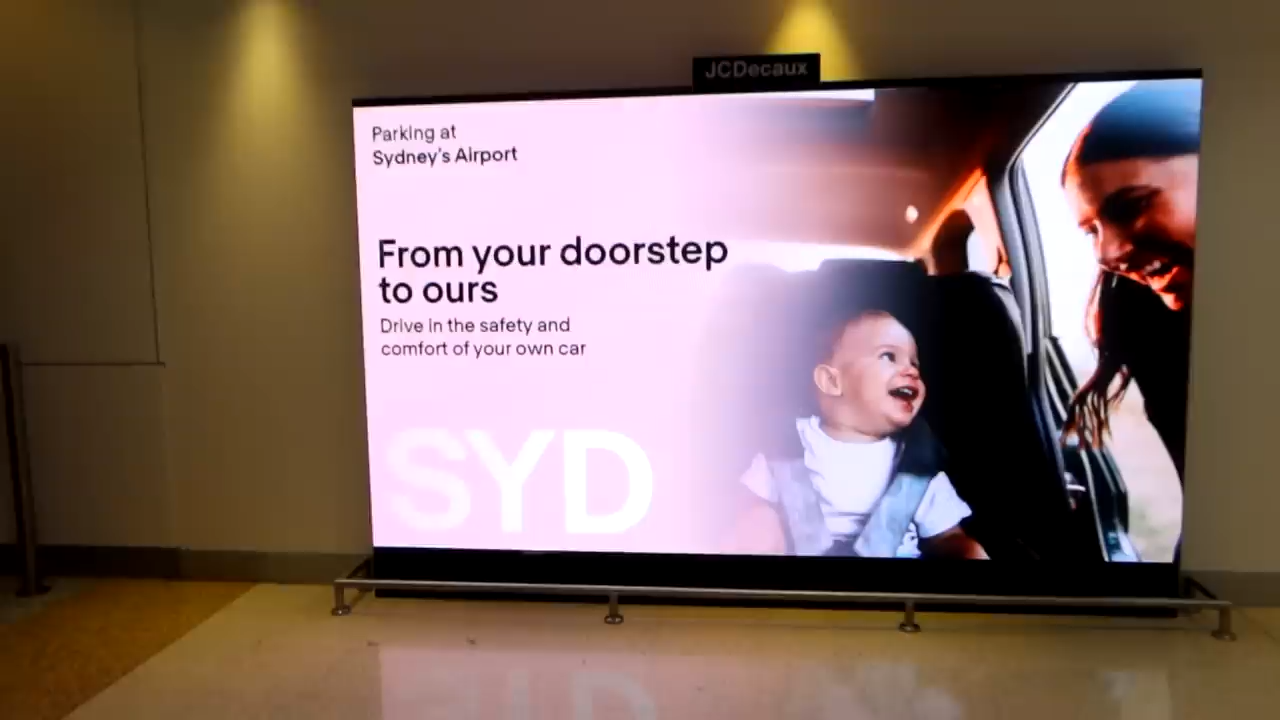 JCDecaux
Parking at
Sydney's Airport
From your doorstep
to ours
Drive in the safety and
comfort of your own car
SYD